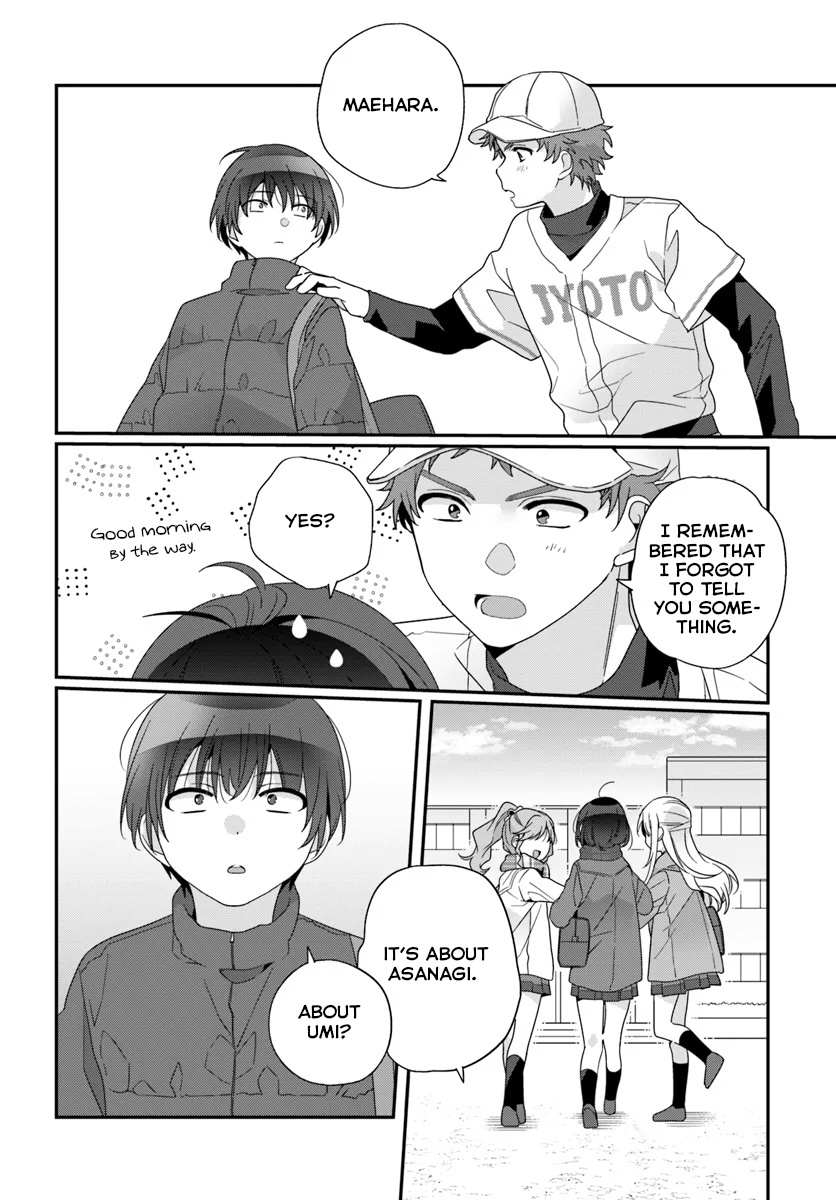 MAEHARA.
JYOTO
I REMEM-
BERED THAT
I FORGOT
TO TELL
YOU SOME-
THING.
YES?
Good morning
by the way.
IT'S ABOUT
ASANAGI.
ABOUT
UMI?